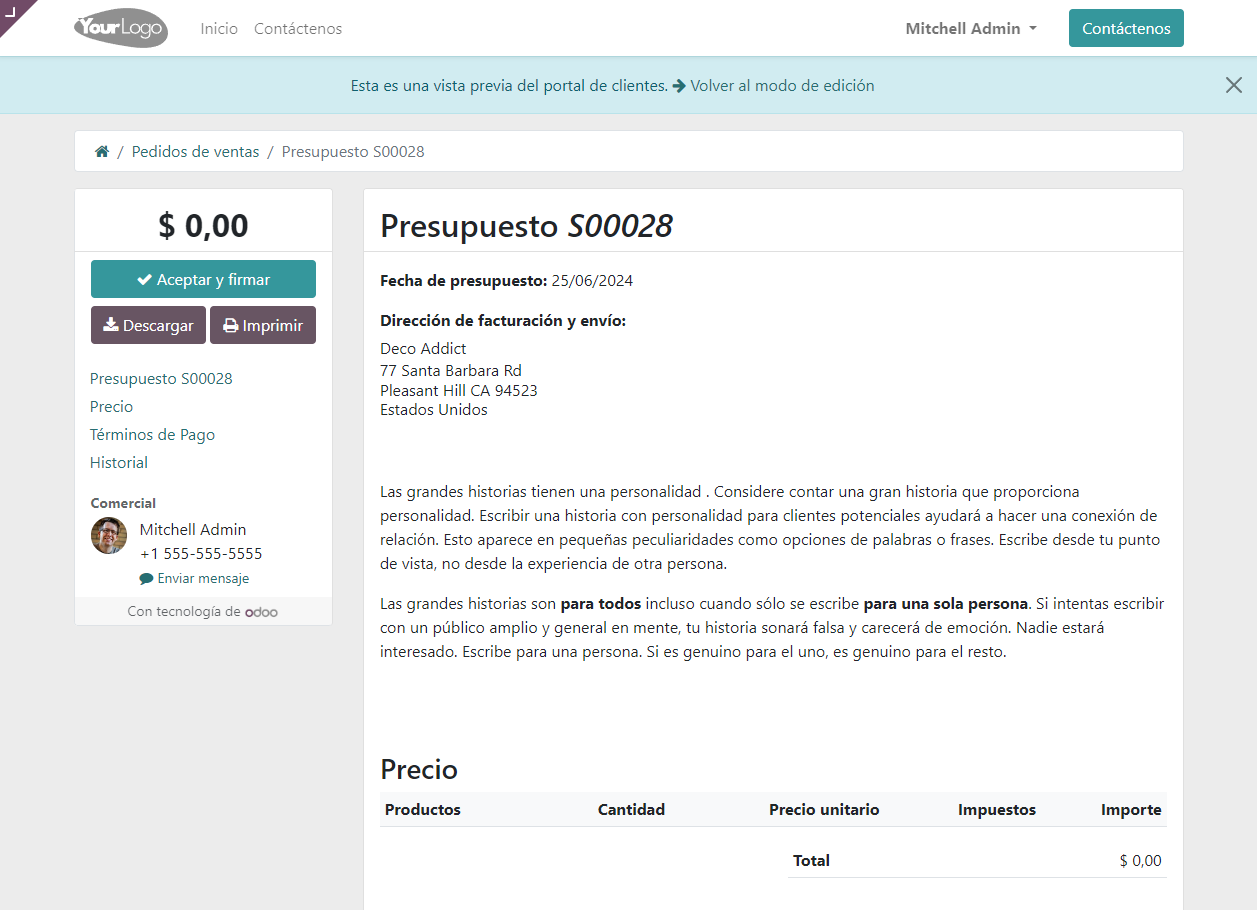 YourLogo
Inicio Contáctenos
Mitchell Admin
Contáctenos
Esta es una vista previa del portal de clientes. Volver al modo de edición
/ Pedidos de ventas / Presupuesto S00028
$ 0,00
Aceptar y firmar
Descargar Imprimir
Presupuesto S00028
Precio
Términos de Pago
Historial
Comercial
Mitchell Admin
+1 555-555-5555
Enviar mensaje
Con tecnología de odoo
Presupuesto S00028
Fecha de presupuesto: 25/06/2024
Dirección de facturación y envío:
Deco Addict
77 Santa Barbara Rd
Pleasant Hill CA 94523
Estados Unidos
Las grandes historias tienen una personalidad . Considere contar una gran historia que proporciona
personalidad. Escribir una historia con personalidad para clientes potenciales ayudará a hacer una conexión de
relación. Esto aparece en pequeñas peculiaridades como opciones de palabras o frases. Escribe desde tu punto
de vista, no desde la experiencia de otra persona.
Las grandes historias son para todos incluso cuando sólo se escribe para una sola persona. Si intentas escribir
con un público amplio y general en mente, tu historia sonará falsa y carecerá de emoción. Nadie estará
interesado. Escribe para una persona. Si es genuino para el uno, es genuino para el resto.
Precio
Productos Cantidad Precio unitario Impuestos Importe
Total $ 0,00